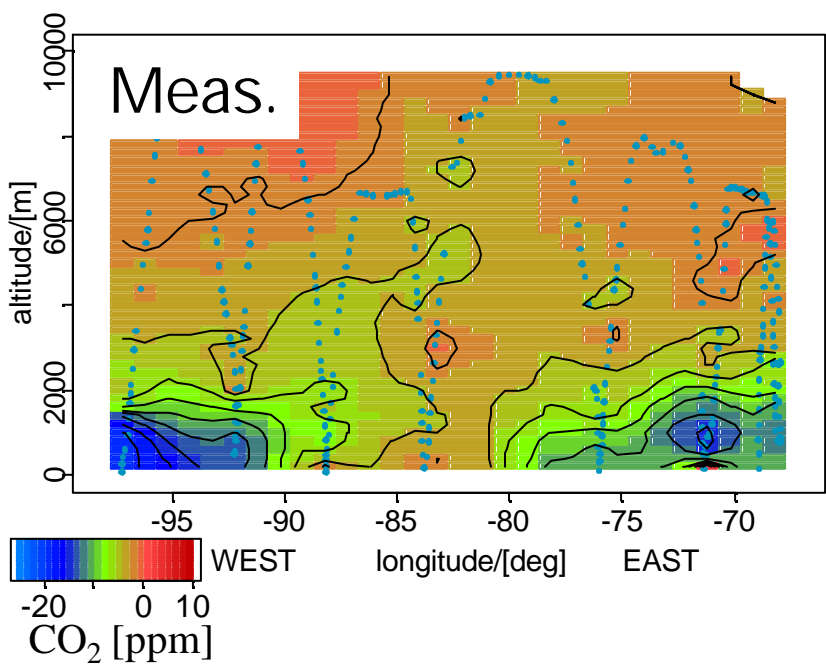 Meas.
10000
6000
2000
0
altitude/[m]
-95 -90 -85 -80 -75 -70
WEST longitude/[deg] EAST
-20 0 10
CO₂ [ppm]